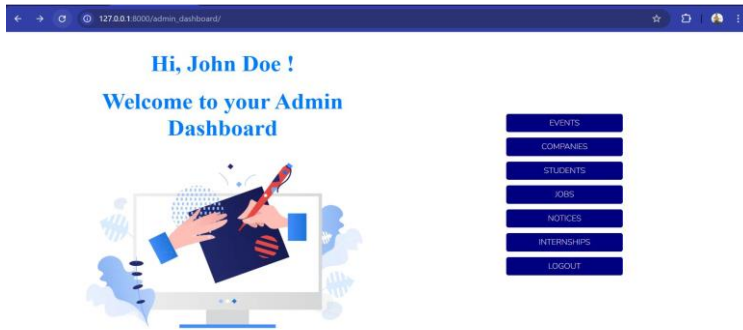 127.0.0.1:8000/admin_dashboard/
Hi, John Doe !
Welcome to your Admin
Dashboard
EVENTS
COMPANIES
STUDENTS
JOBS
NOTICES
INTERNSHIPS
LOGOUT